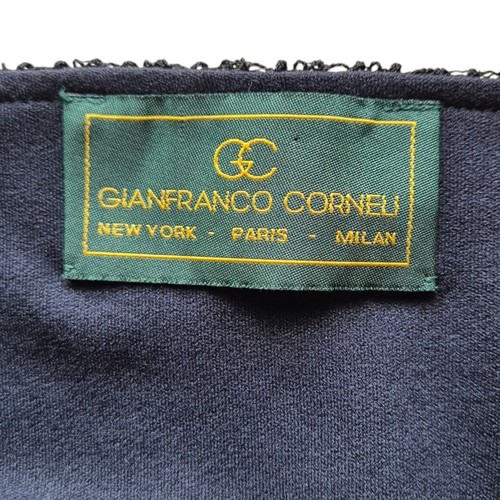 GC
GIANFRANCO CORNELI
NEW YORK - PARIS - MILAN